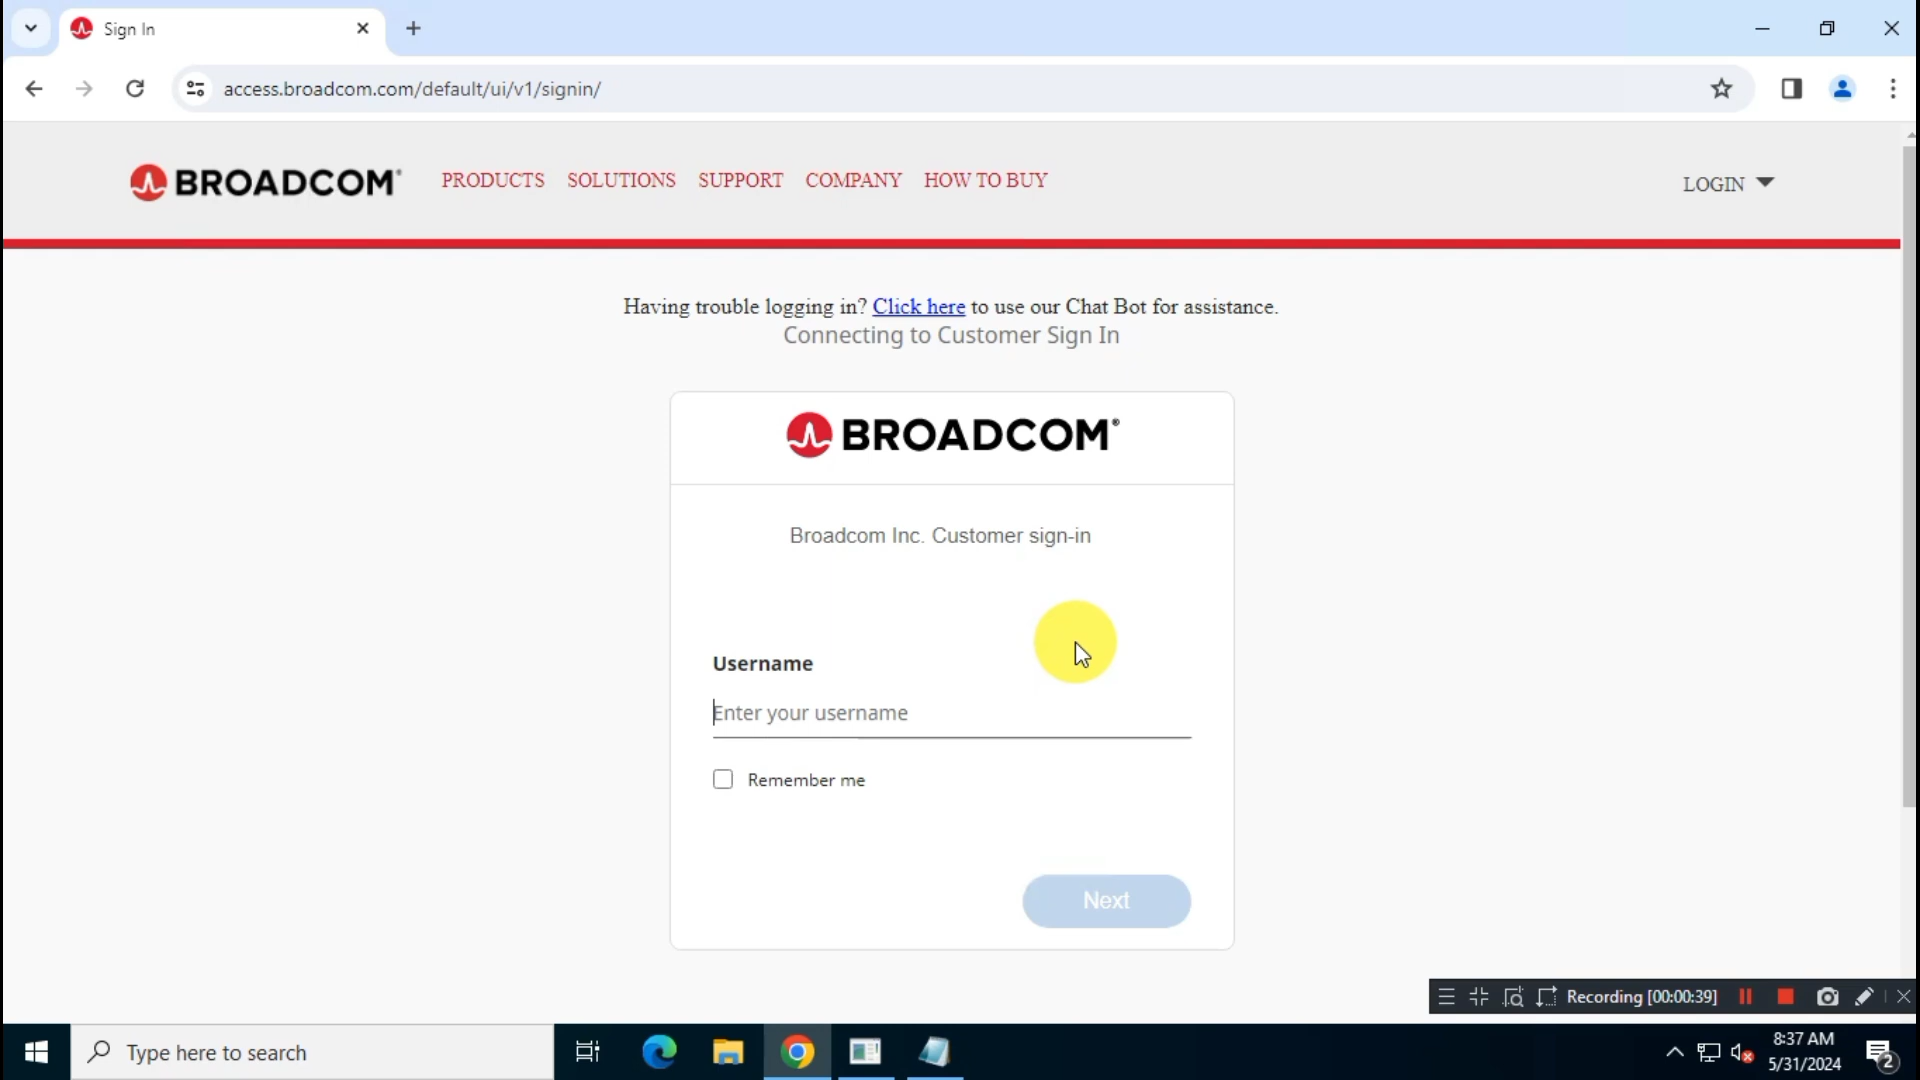 Sign In
access.broadcom.com/default/ui/v1/signin/
BROADCOM® PRODUCTS SOLUTIONS SUPPORT COMPANY HOW TO BUY LOGIN
Having trouble logging in? Click here to use our Chat Bot for assistance.
Connecting to Customer Sign In
BROADCOM®
Broadcom Inc. Customer sign-in
Username
Enter your username
Remember me
Next
Recording [00:00:39]
Type here to search
8:37 AM
5/31/2024
2